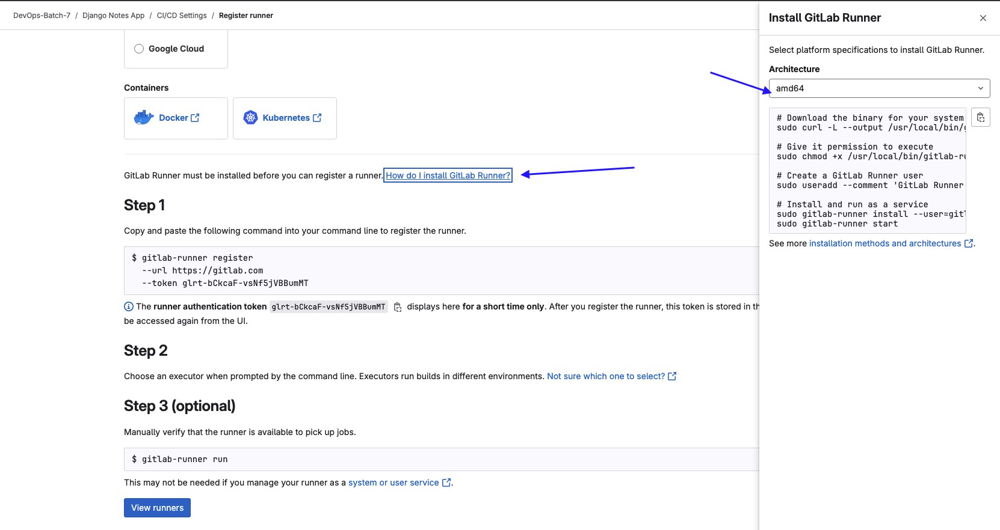 DevOps-Batch-7 / Django Notes App / CI/CD Settings / Register runner
Google Cloud
Containers
Docker
Kubernetes
GitLab Runner must be installed before you can register a runner. How do I install GitLab Runner?
Step 1
Copy and paste the following command into your command line to register the runner.
$ gitlab-runner register
--url https://gitlab.com
--token glrt-bCkcaF-vsNf5jVBBumMT
The runner authentication token glrt-bCkcaF-vsNf5jVBBumMT displays here for a short time only. After you register the runner, this token is stored in th
be accessed again from the UI.
Step 2
Choose an executor when prompted by the command line. Executors run builds in different environments. Not sure which one to select?
Step 3 (optional)
Manually verify that the runner is available to pick up jobs.
$ gitlab-runner run
This may not be needed if you manage your runner as a system or user service.
View runners
Install GitLab Runner
Select platform specifications to install GitLab Runner.
Architecture
amd64
# Download the binary for your system
sudo curl -L --output /usr/local/bin/g
# Give it permission to execute
sudo chmod +x /usr/local/bin/gitlab-ru
# Create a GitLab Runner user
sudo useradd --comment 'GitLab Runner
# Install and run as a service
sudo gitlab-runner install --user=gitl
sudo gitlab-runner start
See more installation methods and architectures.